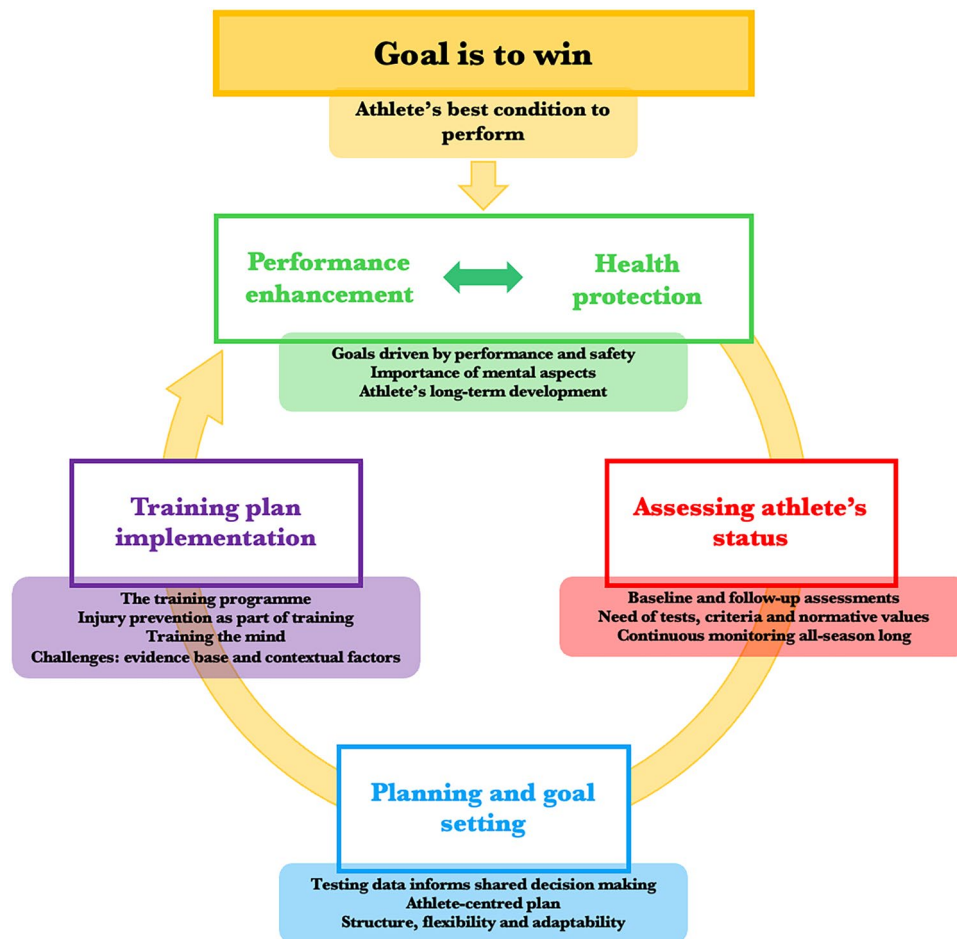 Goal is to win
Athlete's best condition to
perform
Performance
enhancement
Health
protection
Goals driven by performance and safety
Importance of mental aspects
Athlete's long-term development
Training plan
implementation
The training programme
Injury prevention as part of training
Training the mind
Challenges: evidence base and contextual factors
Assessing athlete's
status
Baseline and follow-up assessments
Need of tests, criteria and normative values
Continuous monitoring all-season long
Planning and goal
setting
Testing data informs shared decision making
Athlete-centred plan
Structure, flexibility and adaptability